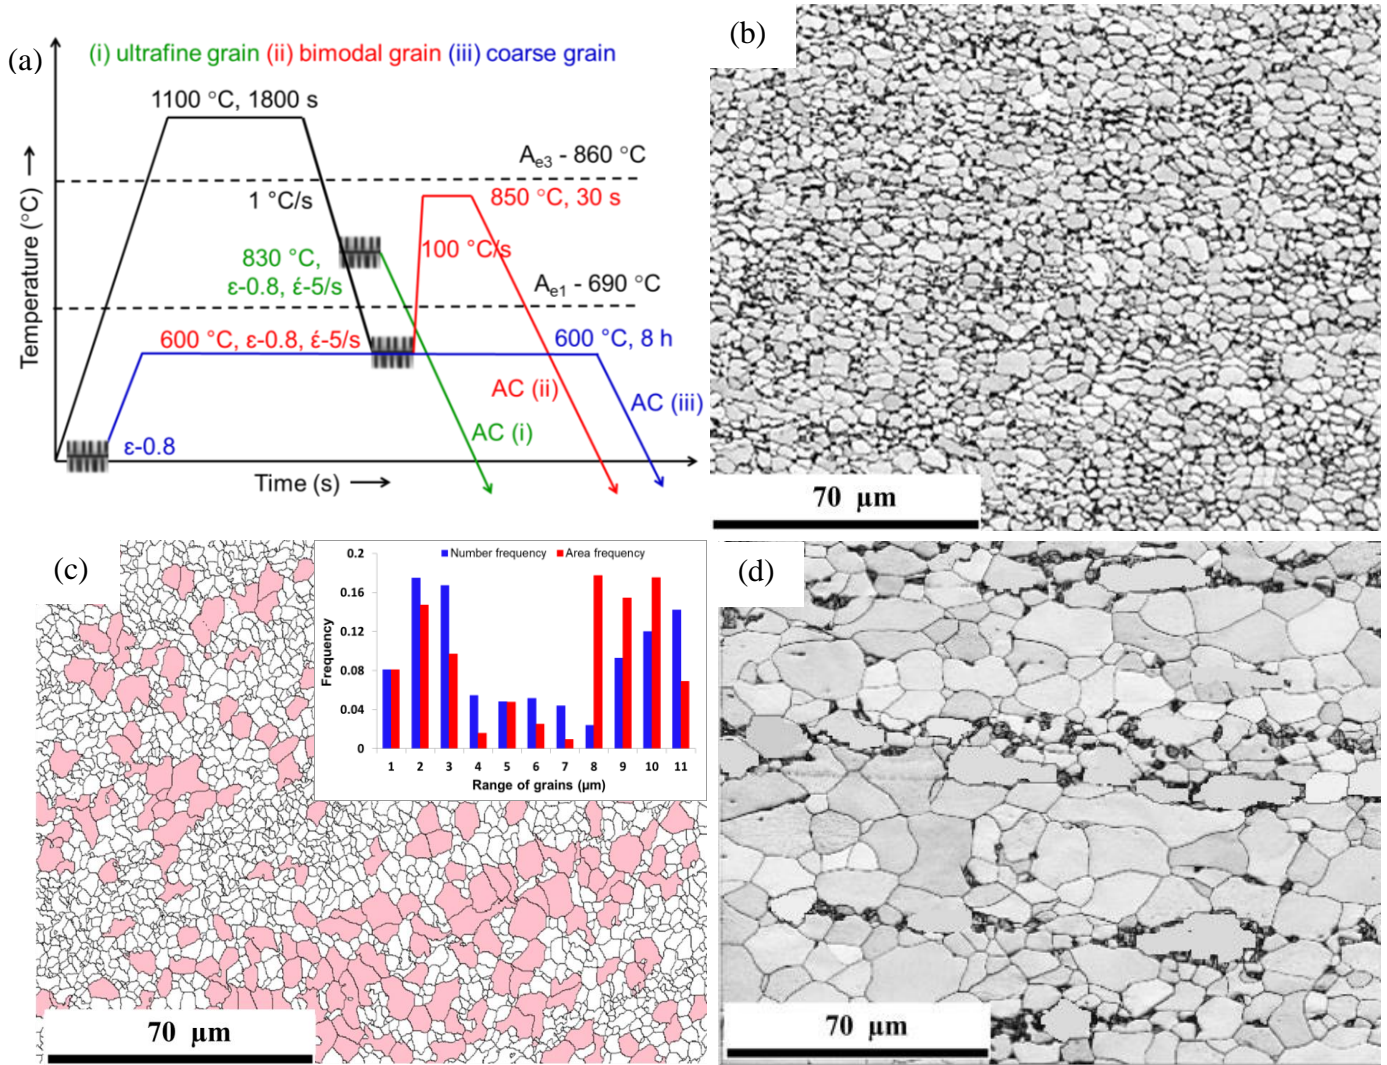 (a)
(i) ultrafine grain (ii) bimodal grain (iii) coarse grain
1100 °C, 1800 s
Ae3 - 860 °C
1 °C/s
850 °C, 30 s
100 °C/s
830 °C,
ε-0.8, έ-5/s
Ae1 - 690 °C
600 °C, ε-0.8, έ-5/s
600 °C, 8 h
AC (ii)
AC (iii)
AC (i)
ε-0.8
Temperature (°C)
Time (s)
(b)
70 µm
(c)
Number frequency
Area frequency
0.2
0.16
0.12
0.08
0.04
0
Frequency
1 2 3 4 5 6 7 8 9 10 11
Range of grains (µm)
70 µm
(d)
70 µm